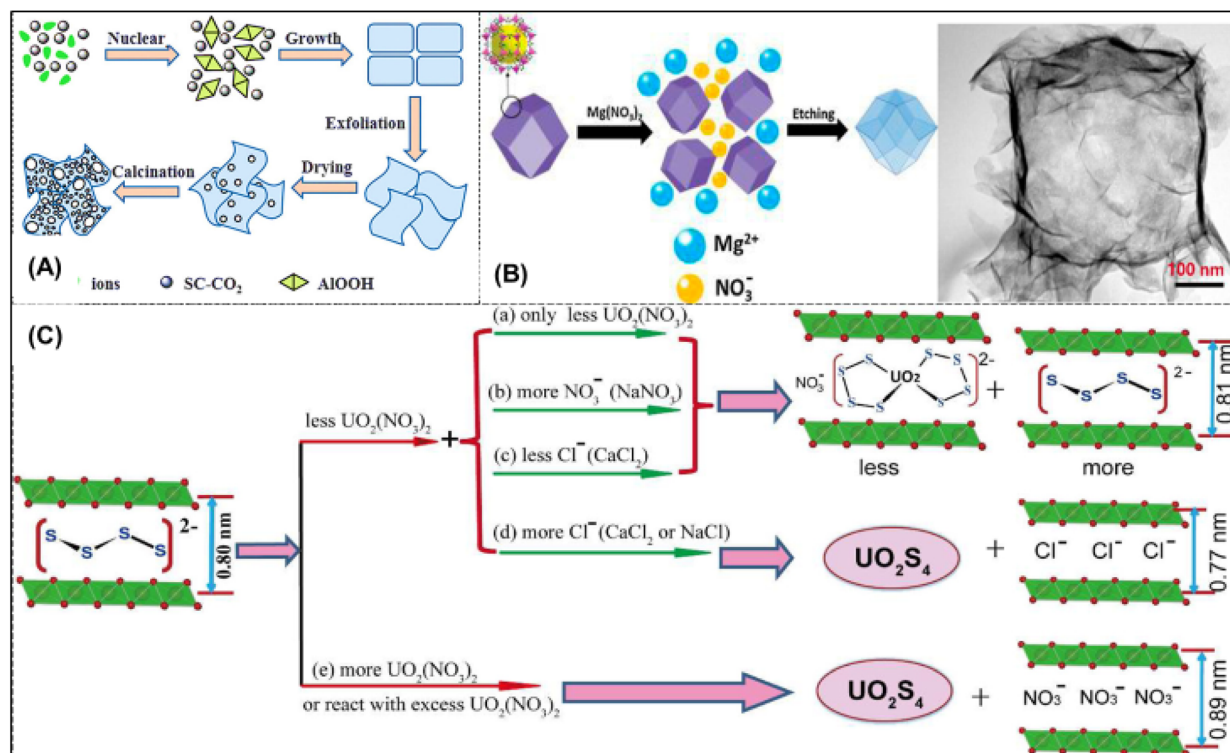 Nuclear
Growth
Exfoliation
Drying
Calcination
(A)
ions
SC-CO₂
AlOOH
Mg(NO₃)₂
Etching
Mg²⁺
NO₃⁻
(B)
100 nm
(C)
S S S S
2-
0.80 nm
less UO₂(NO₃)₂
+
(a) only less UO₂(NO₃)₂
(b) more NO₃⁻ (NaNO₃)
(c) less Cl⁻ (CaCl₂)
(d) more Cl⁻ (CaCl₂ or NaCl)
(e) more UO₂(NO₃)₂
or react with excess UO₂(NO₃)₂
NO₃⁻
S S S S UO₂ S S S S
2-
less
+
S S S S
2-
more
0.81 nm
UO₂S₄
+
Cl⁻ Cl⁻ Cl⁻
0.77 nm
UO₂S₄
+
NO₃⁻ NO₃⁻ NO₃⁻
0.89 nm